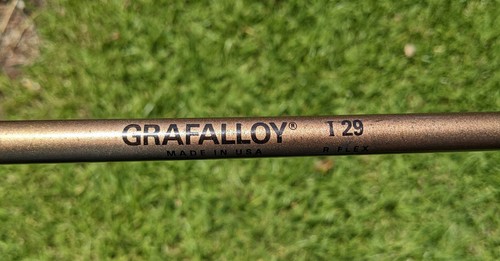 GRAFALLOY® I 29
MADE IN USA R FLEX